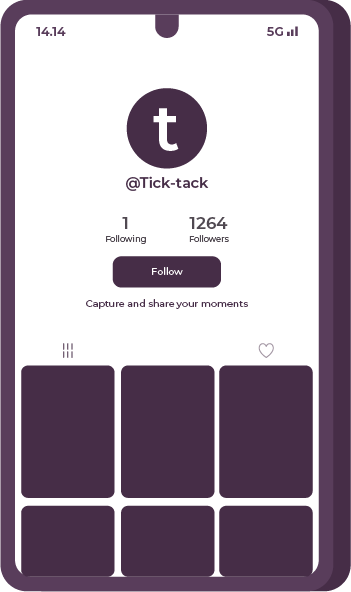 14.14 5G
t
@Tick-tack
1 1264
Following Followers
Follow
Capture and share your moments